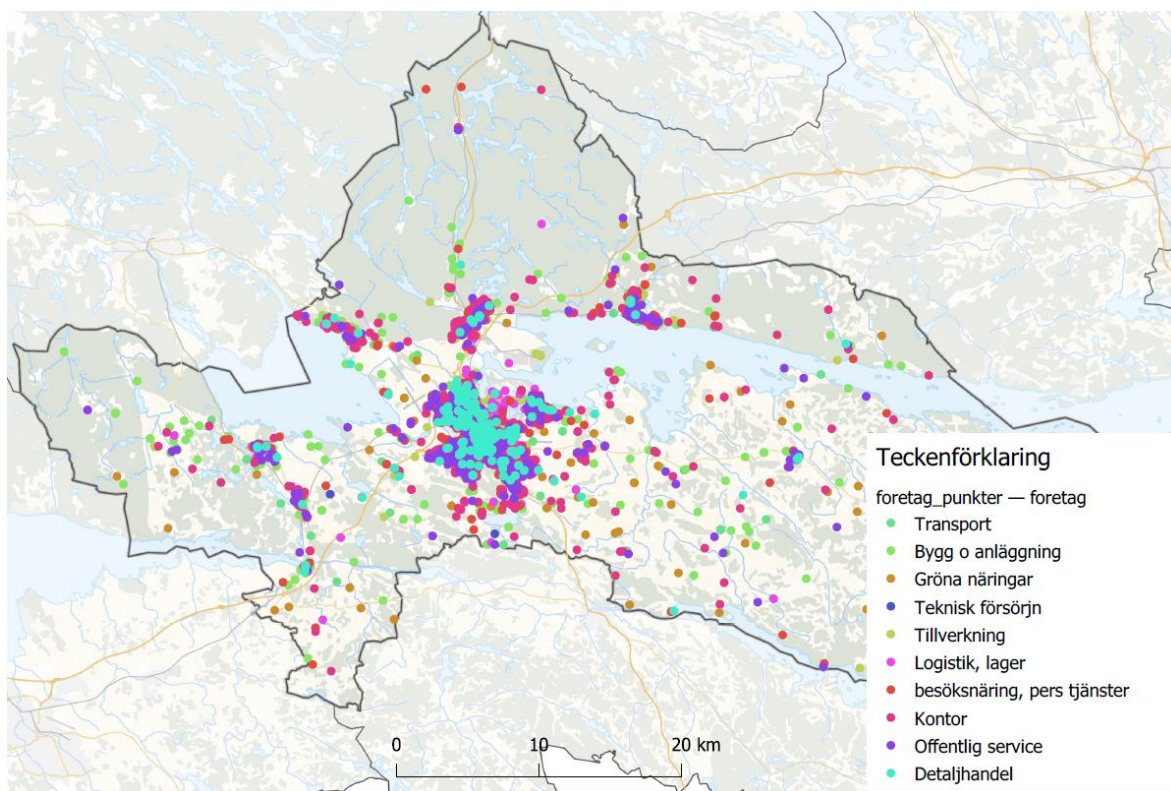 Teckenförklaring
foretag_punkter — foretag
Transport
Bygg o anläggning
Gröna näringar
Teknisk försörjn
Tillverkning
Logistik, lager
besöksnäring, pers tjänster
Kontor
Offentlig service
Detaljhandel
0 10 20 km